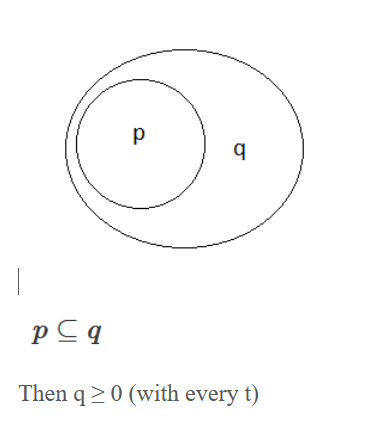 p
q
p ⊆ q
Then q ≥ 0 (with every t)